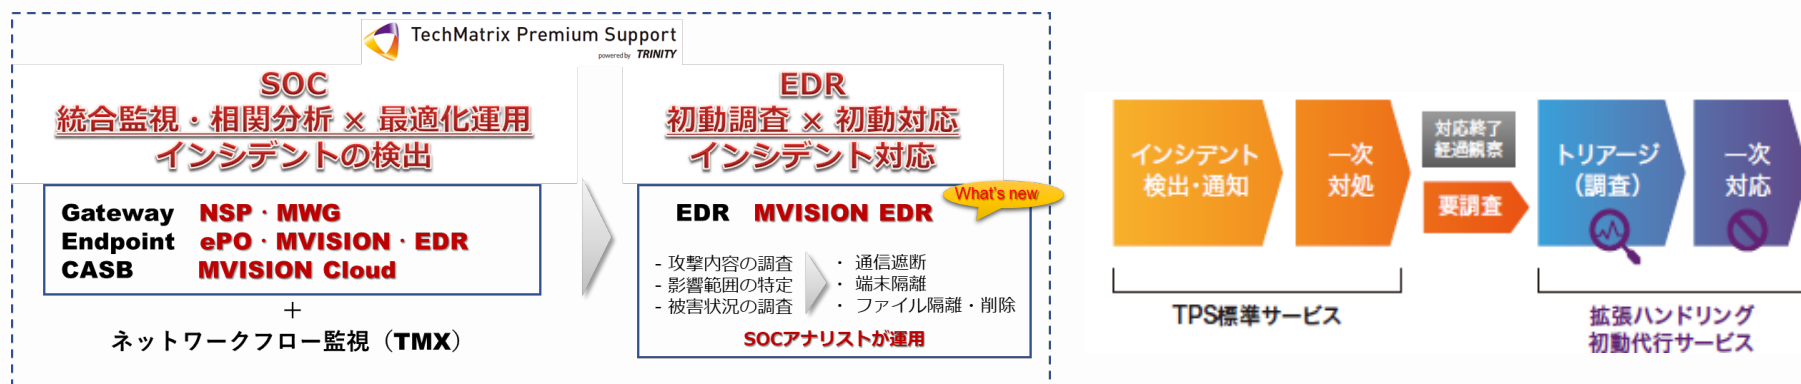 TechMatrix Premium Support
powered by TRINITY
SOC
統合監視・相関分析 × 最適化運用
インシデントの検出
Gateway NSP・MWG
Endpoint ePO・MVISION・EDR
CASB MVISION Cloud
＋
ネットワークフロー監視（TMX）
EDR
初動調査 × 初動対応
インシデント対応
What's new
EDR MVISION EDR
- 攻撃内容の調査
- 影響範囲の特定
- 被害状況の調査
・ 通信遮断
・ 端末隔離
・ ファイル隔離・削除
SOCアナリストが運用
インシデント
検出・通知
一次
対処
対応終了
経過観察
要調査
トリアージ
（調査）
一次
対応
TPS標準サービス
拡張ハンドリング
初動代行サービス